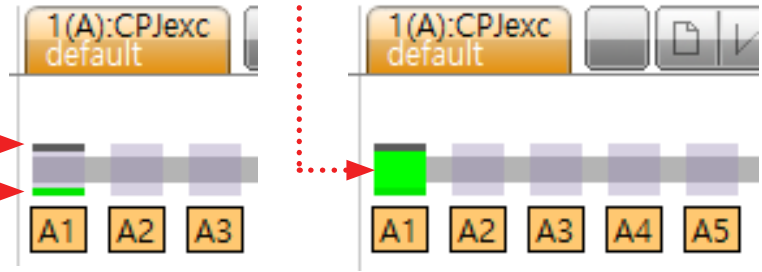 1(A):CPJexc
default
A1 A2 A3
1(A):CPJexc
default
A1 A2 A3 A4 A5